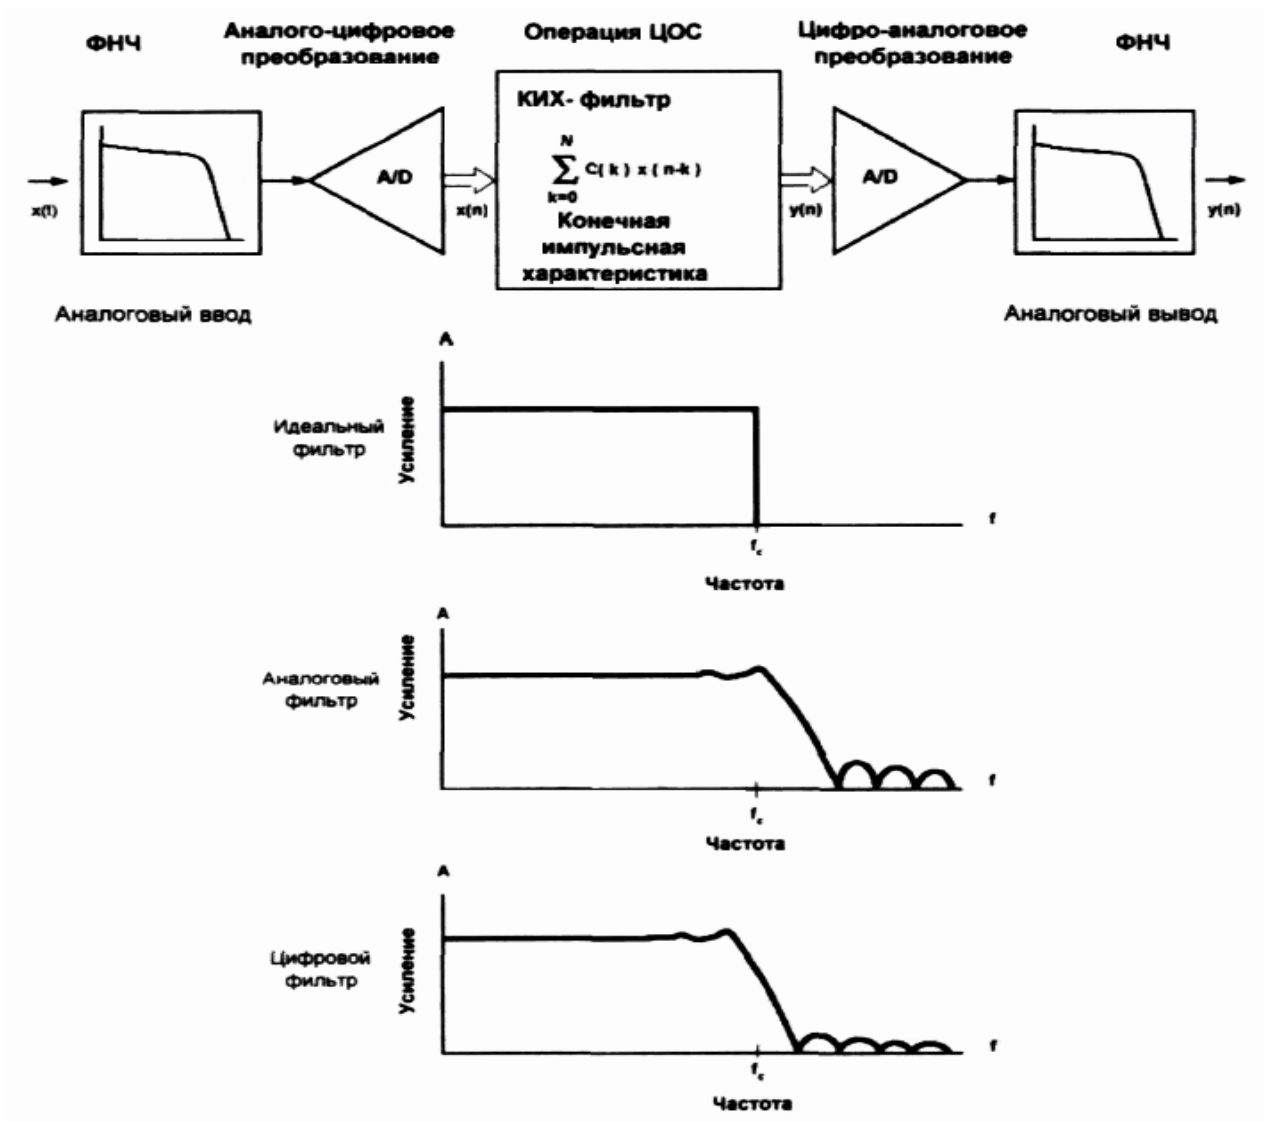 ФНЧ
Аналого-цифровое
преобразование
Операция ЦОС
Цифро-аналоговое
преобразование
ФНЧ
x(t)
A/D
x(n)
КИХ- фильтр
N
∑ C( k ) x ( n-k )
k=0
Конечная
импульсная
характеристика
y(n)
A/D
y(n)
Аналоговый ввод
Аналоговый вывод
A
Усиление
Идеальный
фильтр
f
fc
Частота
A
Усиление
Аналоговый
фильтр
f
fc
Частота
A
Усиление
Цифровой
фильтр
f
fc
Частота